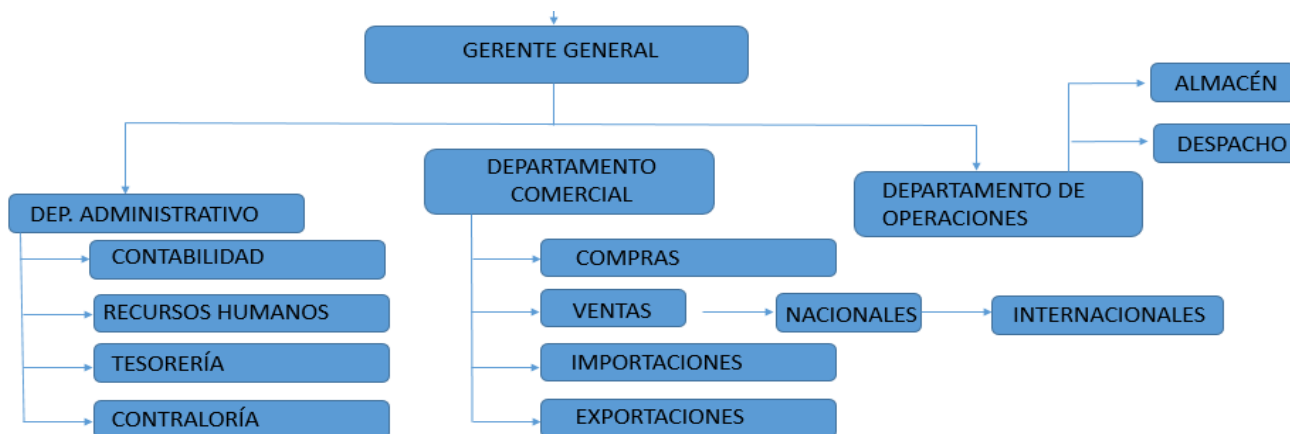 GERENTE GENERAL
ALMACÉN
DESPACHO
DEPARTAMENTO
COMERCIAL
DEPARTAMENTO DE
OPERACIONES
DEP. ADMINISTRATIVO
CONTABILIDAD
COMPRAS
RECURSOS HUMANOS
VENTAS
NACIONALES
INTERNACIONALES
TESORERÍA
IMPORTACIONES
CONTRALORÍA
EXPORTACIONES